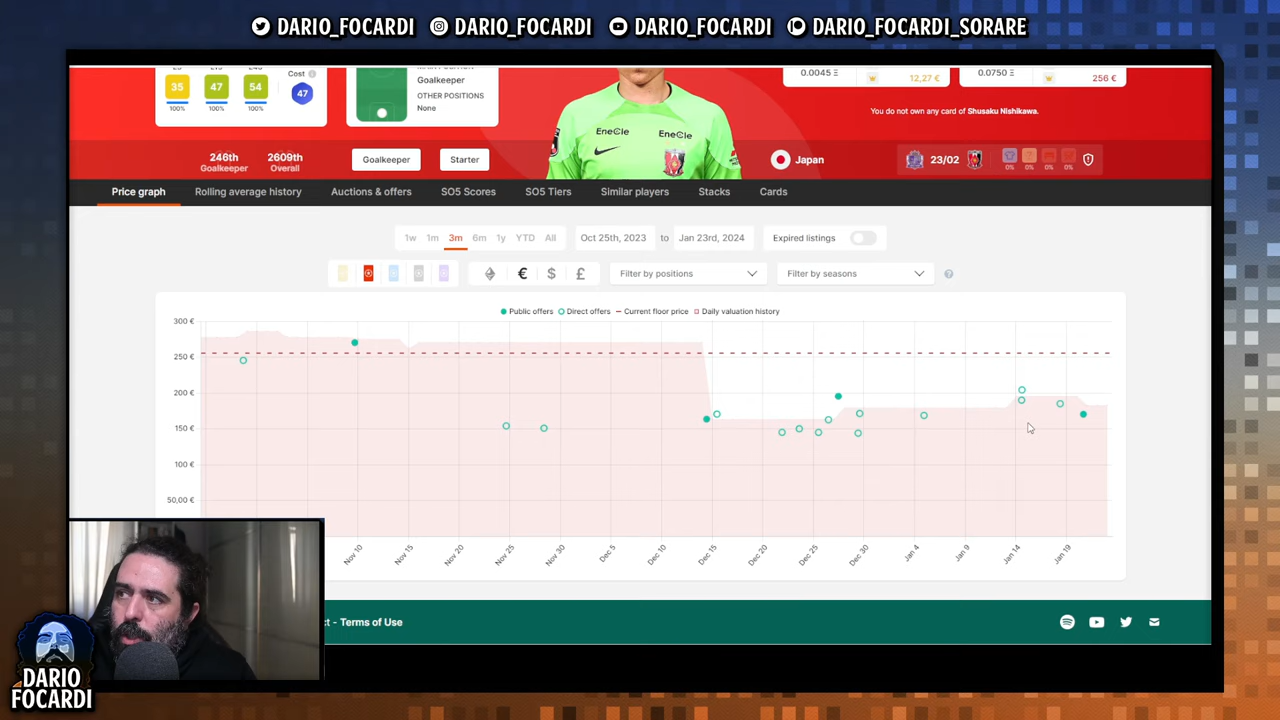 DARIO_FOCARDI DARIO_FOCARDI DARIO_FOCARDI DARIO_FOCARDI_SORARE
Cost
35 47 54 47
100% 100% 100%
Goalkeeper
OTHER POSITIONS
None
EneCle EneCle
0.0045 Ξ 12,27 € 0.0750 Ξ 256 €
You do not own any card of Shusaku Nishikawa.
246th 2609th
Goalkeeper Overall
Goalkeeper Starter
Japan
23/02
0% 0% 0% 0%
Price graph Rolling average history Auctions & offers SO5 Scores SO5 Tiers Similar players Stacks Cards
1w 1m 3m 6m 1y YTD All Oct 25th, 2023 to Jan 23rd, 2024 Expired listings
€ $ £ Filter by positions Filter by seasons
Public offers Direct offers Current floor price Daily valuation history
300 €
250 €
200 €
150 €
100 €
50,00 €
Nov 10 Nov 15 Nov 20 Nov 25 Nov 30 Dec 5 Dec 10 Dec 15 Dec 20 Dec 25 Dec 30 Jan 4 Jan 9 Jan 14 Jan 19
ct - Terms of Use
DARIO
FOCARDI